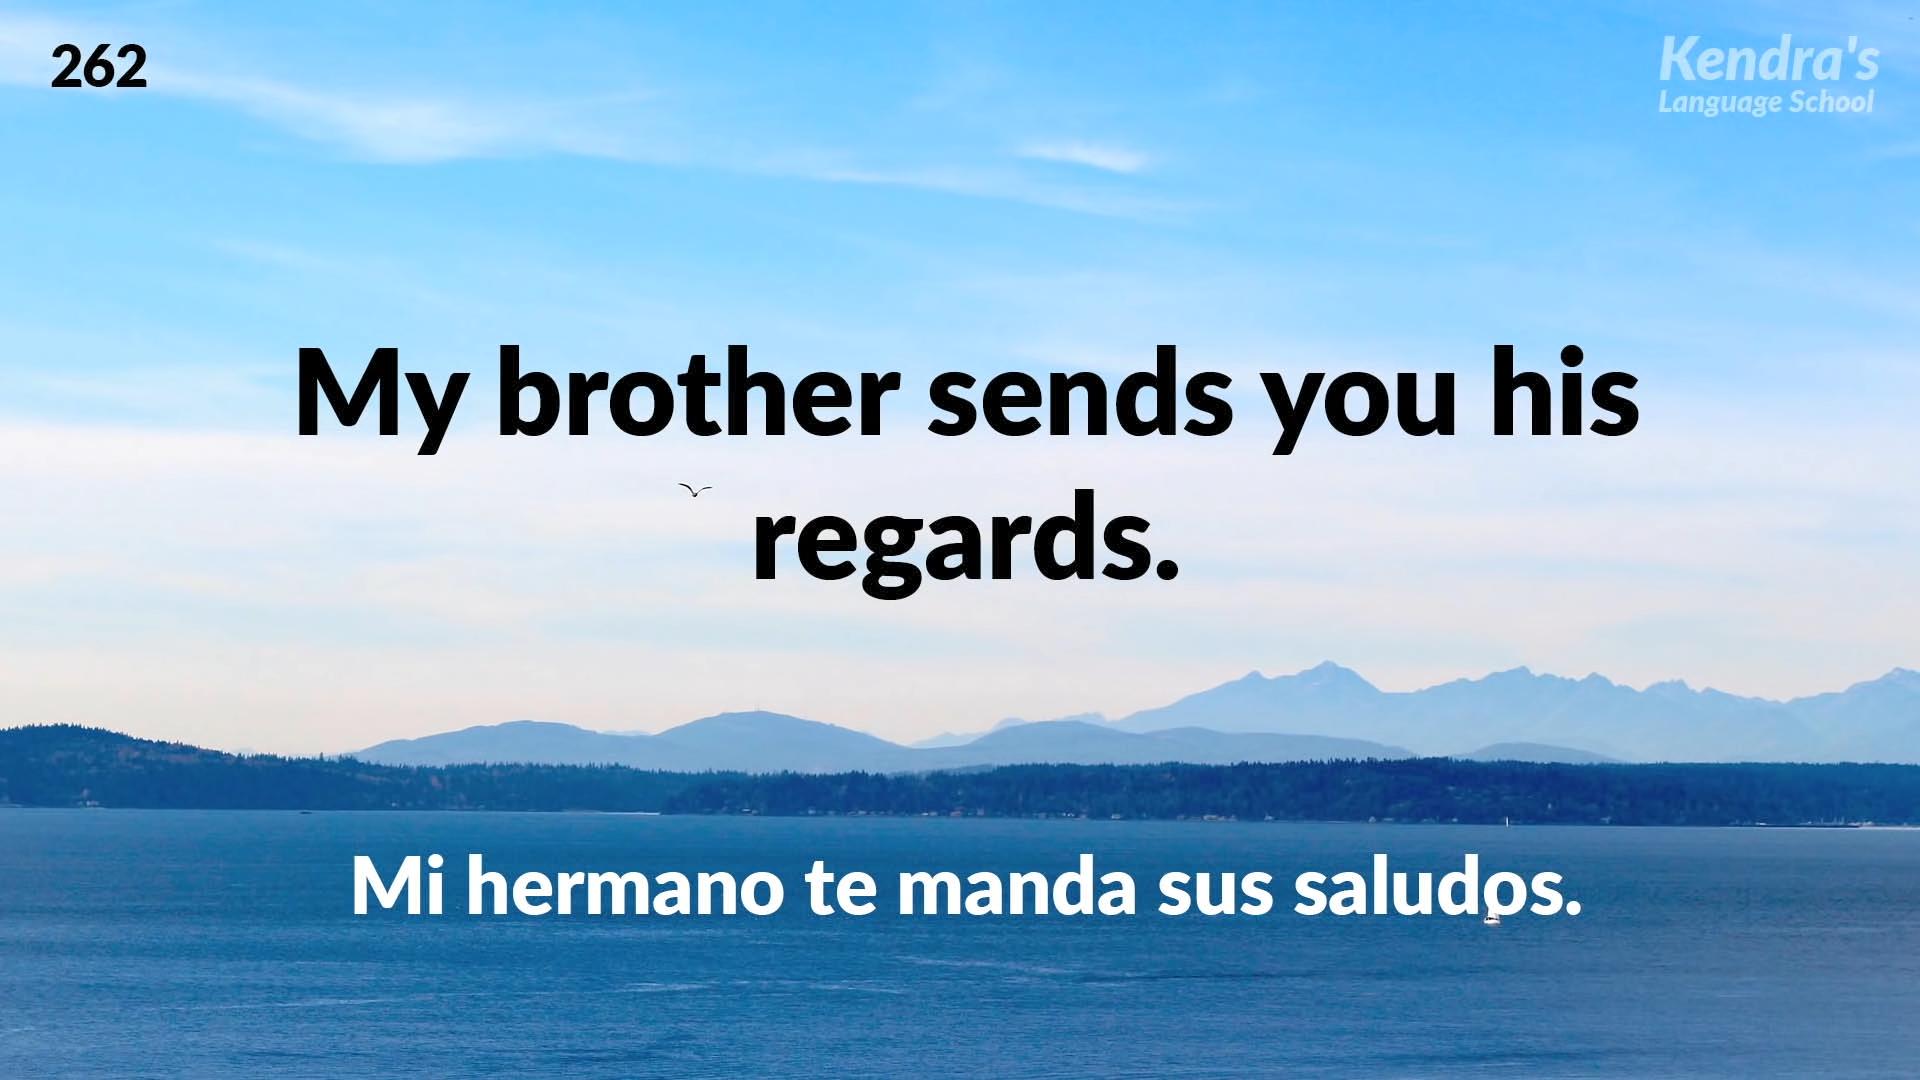 262
Kendra's
Language School
My brother sends you his
regards.
Mi hermano te manda sus saludos.